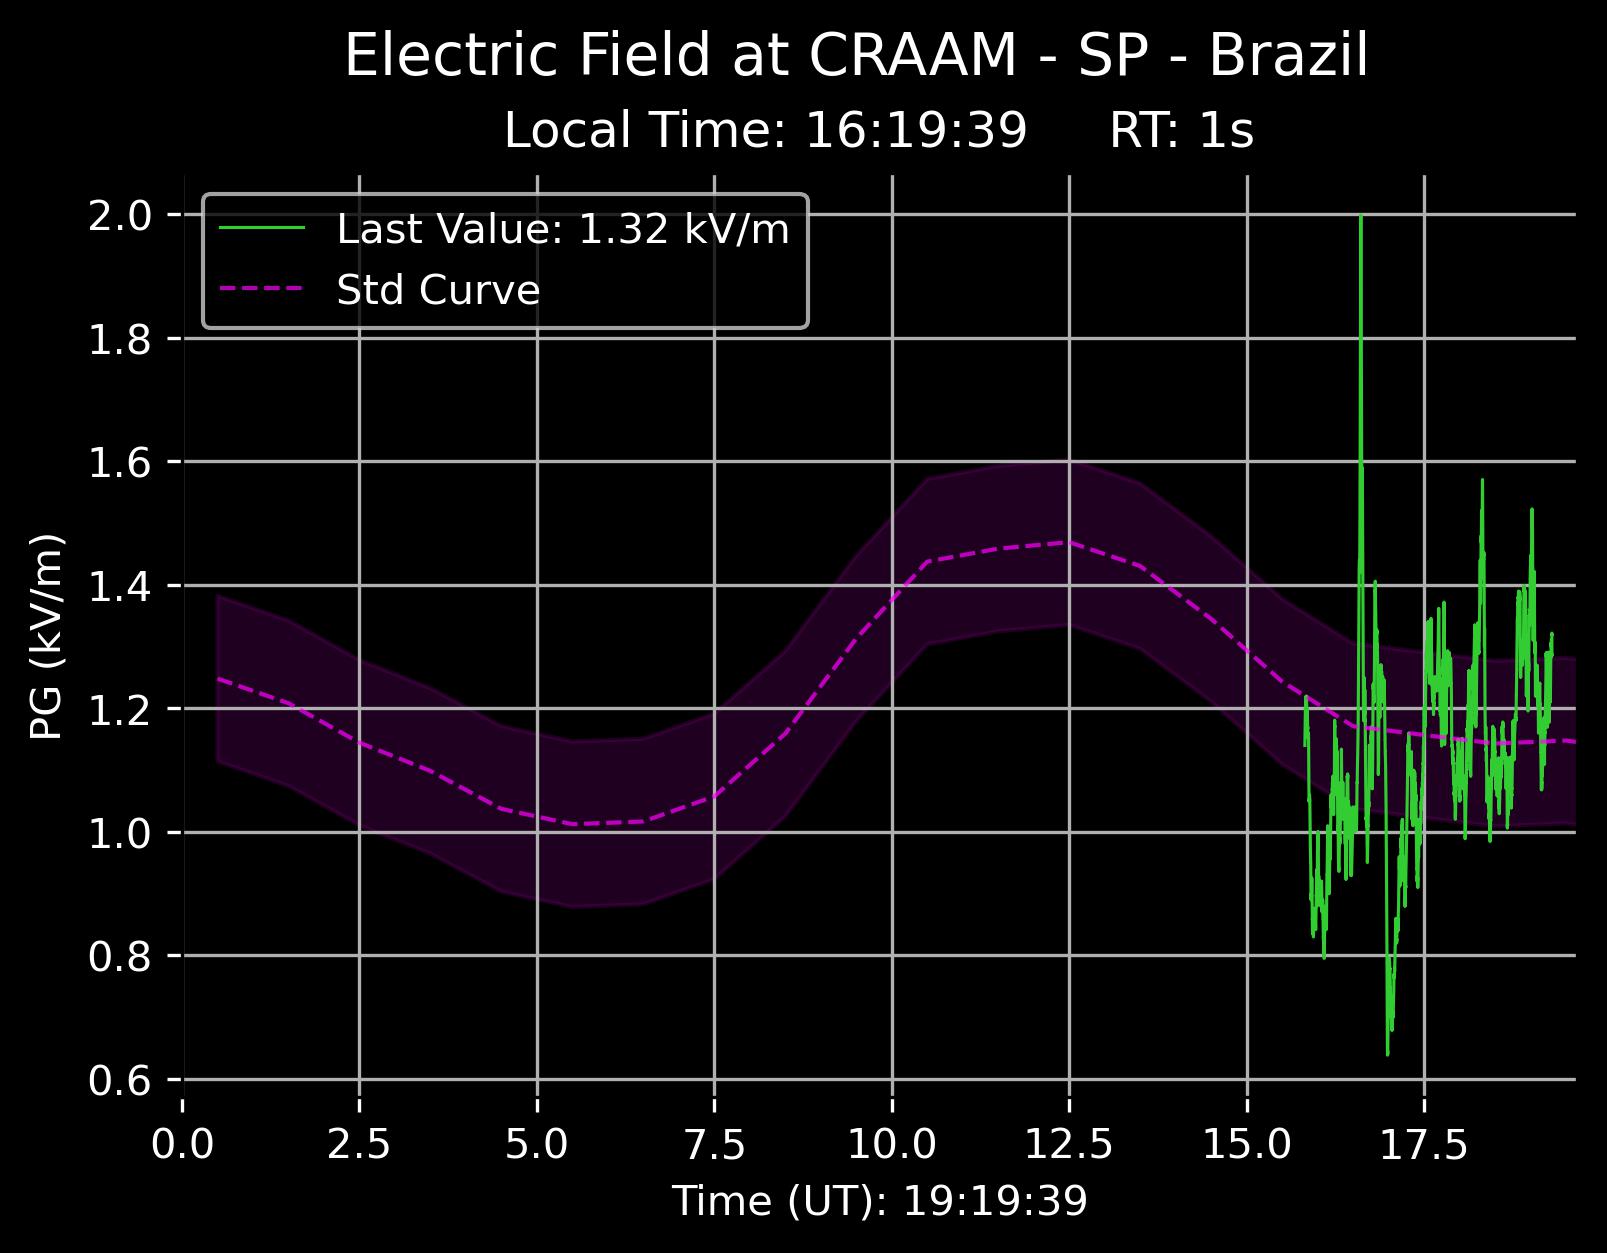 Electric Field at CRAAM - SP - Brazil
Local Time: 16:19:39 RT: 1s
Last Value: 1.32 kV/m
Std Curve
PG (kV/m)
2.0
1.8
1.6
1.4
1.2
1.0
0.8
0.6
0.0 2.5 5.0 7.5 10.0 12.5 15.0 17.5
Time (UT): 19:19:39